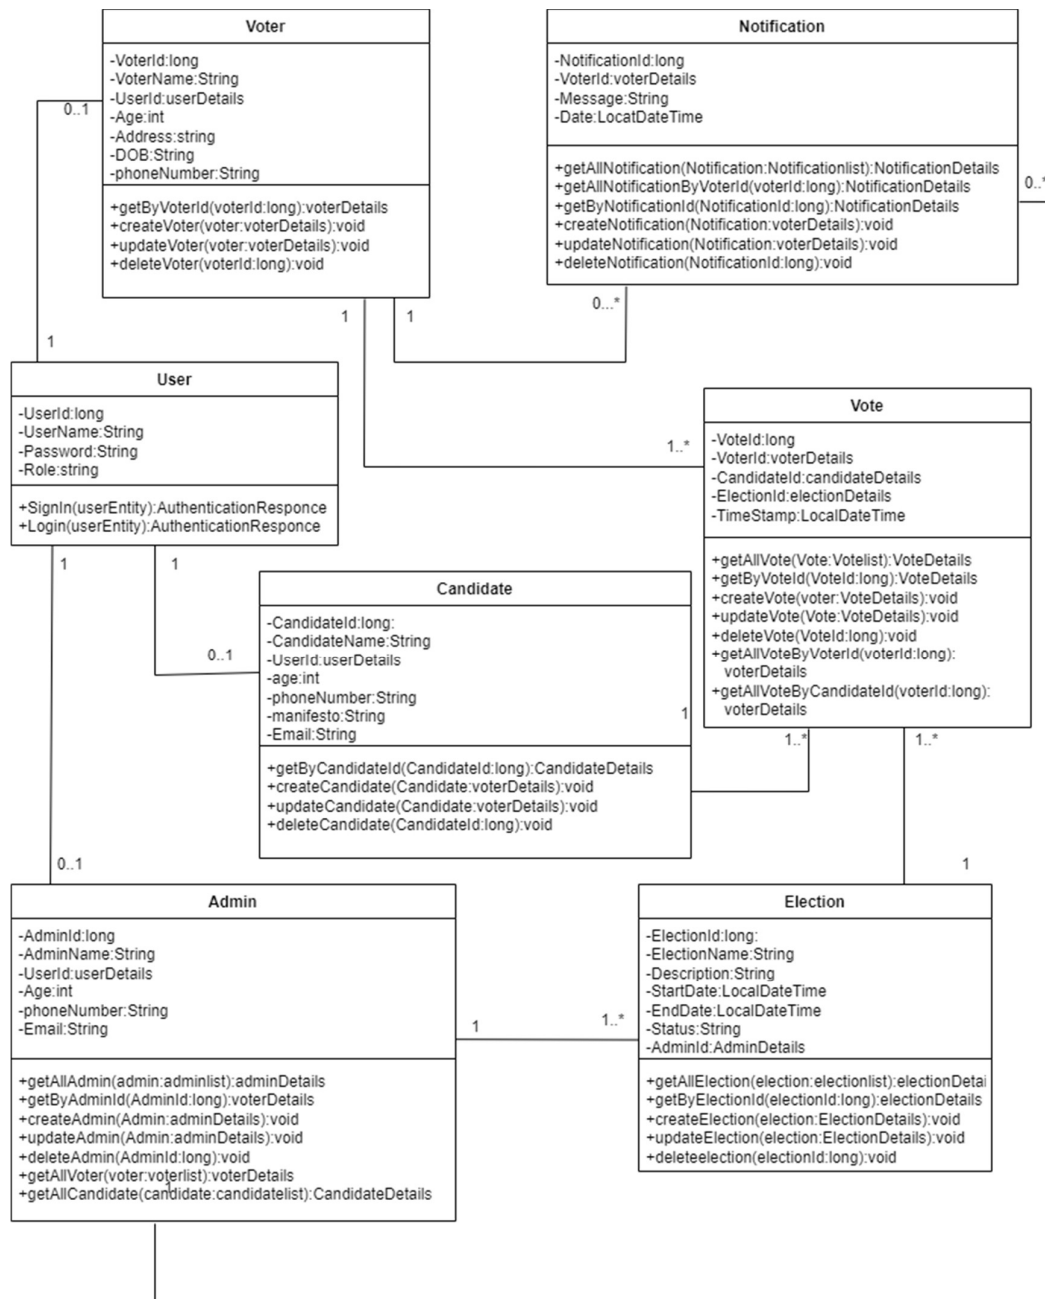 Voter
-VoterId:long
-VoterName:String
-UserId:userDetails
-Age:int
-Address:string
-DOB:String
-phoneNumber:String
+getByVoterId(voterId:long):voterDetails
+createVoter(voter:voterDetails):void
+updateVoter(voter:voterDetails):void
+deleteVoter(voterId:long):void
Notification
-NotificationId:long
-VoterId:voterDetails
-Message:String
-Date:LocatDateTime
+getAllNotification(Notification:Notificationlist):NotificationDetails
+getAllNotificationByVoterId(voterId:long):NotificationDetails
+getByNotificationId(NotificationId:long):NotificationDetails
+createNotification(Notification:voterDetails):void
+updateNotification(Notification:voterDetails):void
+deleteNotification(NotificationId:long):void
0..1
0..*
1
1
1
0...*
User
-UserId:long
-UserName:String
-Password:String
-Role:string
+SignIn(userEntity):AuthenticationResponce
+Login(userEntity):AuthenticationResponce
1..*
Vote
-VoteId:long
-VoterId:voterDetails
-CandidateId:candidateDetails
-ElectionId:electionDetails
-TimeStamp:LocalDateTime
+getAllVote(Vote:Votelist):VoteDetails
+getByVoteId(VoteId:long):VoteDetails
+createVote(voter:VoteDetails):void
+updateVote(Vote:VoteDetails):void
+deleteVote(VoteId:long):void
+getAllVoteByVoterId(voterId:long):
voterDetails
+getAllVoteByCandidateId(voterId:long):
voterDetails
1
1
0..1
Candidate
-CandidateId:long:
-CandidateName:String
-UserId:userDetails
-age:int
-phoneNumber:String
-manifesto:String
-Email:String
+getByCandidateId(CandidateId:long):CandidateDetails
+createCandidate(Candidate:voterDetails):void
+updateCandidate(Candidate:voterDetails):void
+deleteCandidate(CandidateId:long):void
1
1..*
1..*
0..1
1
Admin
-AdminId:long
-AdminName:String
-UserId:userDetails
-Age:int
-phoneNumber:String
-Email:String
+getAllAdmin(admin:adminlist):adminDetails
+getByAdminId(AdminId:long):voterDetails
+createAdmin(Admin:adminDetails):void
+updateAdmin(Admin:adminDetails):void
+deleteAdmin(AdminId:long):void
+getAllVoter(voter:voterlist):voterDetails
1
+getAllCandidate(candidate:candidatelist):CandidateDetails
1
1..*
Election
-ElectionId:long:
-ElectionName:String
-Description:String
-StartDate:LocalDateTime
-EndDate:LocalDateTime
-Status:String
-AdminId:AdminDetails
+getAllElection(election:electionlist):electionDetai
+getByElectionId(electionId:long):electionDetails
+createElection(election:ElectionDetails):void
+updateElection(election:ElectionDetails):void
+deleteelection(electionId:long):void